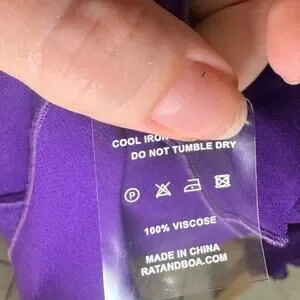 COOL IRON
DO NOT TUMBLE DRY
P
100% VISCOSE
MADE IN CHINA
RATANDBOA.COM